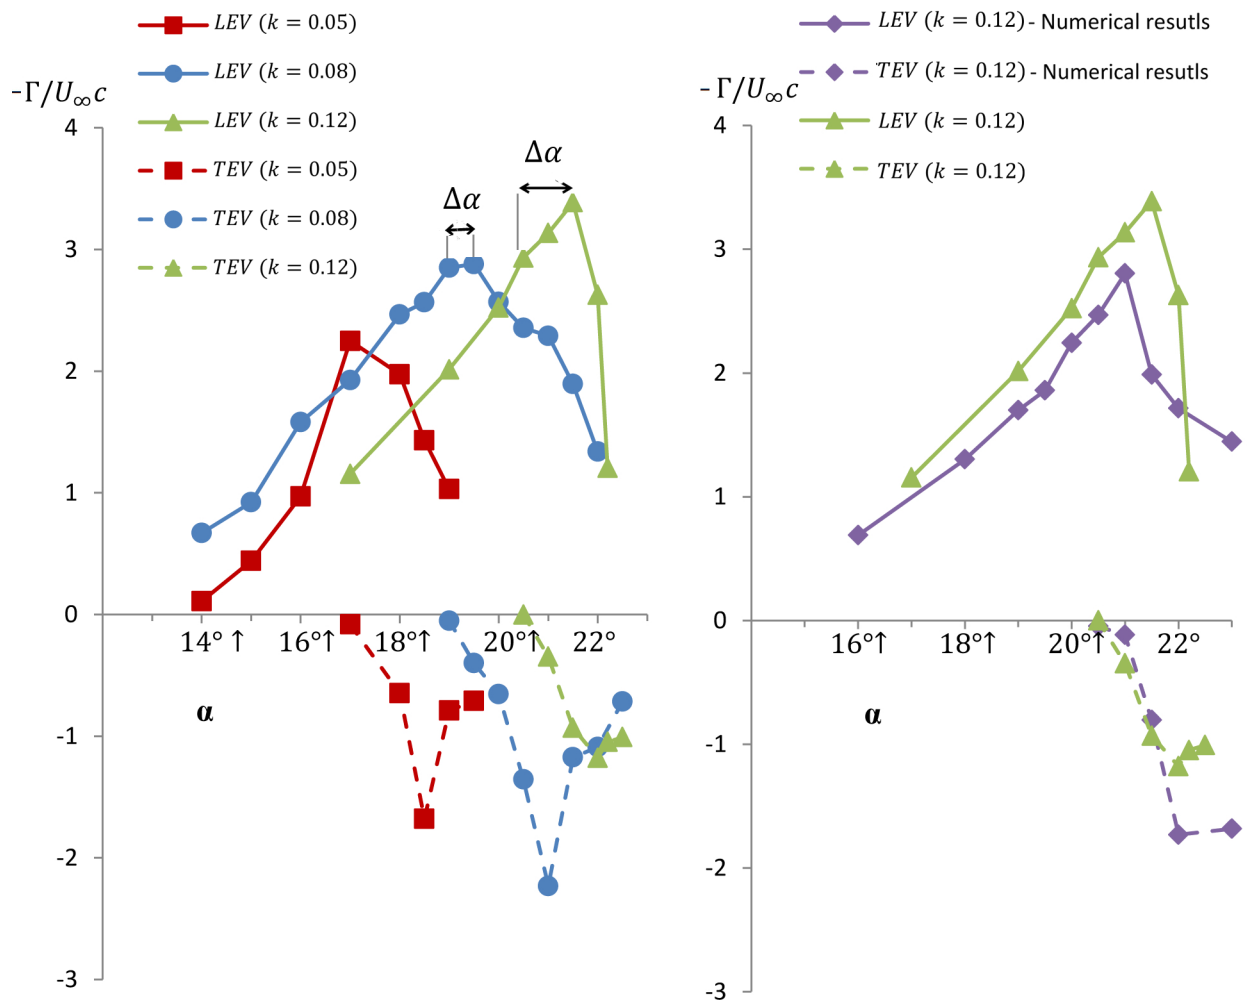 LEV (k = 0.05)
LEV (k = 0.08)
-Γ/U∞c
LEV (k = 0.12)
4
TEV (k = 0.05)
Δα
Δα
TEV (k = 0.08)
3
TEV (k = 0.12)
2
1
0
14° ↑ 16°↑ 18°↑ 20°↑ 22°
α
-1
-2
-3
LEV (k = 0.12) - Numerical resutls
TEV (k = 0.12) - Numerical resutls
-Γ/U∞c
LEV (k = 0.12)
4
TEV (k = 0.12)
3
2
1
0
16°↑ 18°↑ 20°↑ 22°
α
-1
-2
-3